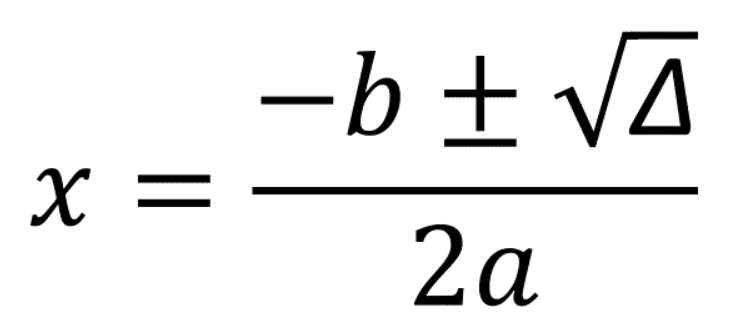 x = (−b ± √Δ) / 2a